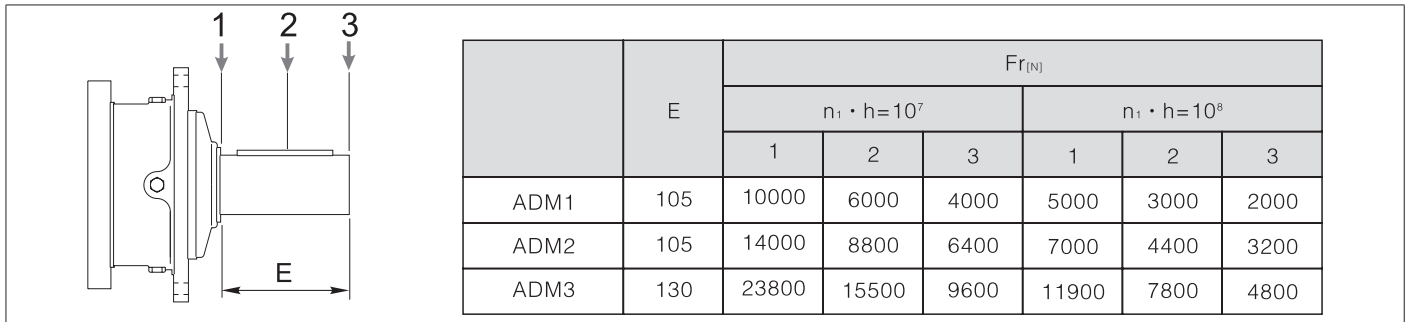 1 2 3
E
Fr[N]
E
n₁・h=10⁷ n₁・h=10⁸
1 2 3 1 2 3
ADM1 105 10000 6000 4000 5000 3000 2000
ADM2 105 14000 8800 6400 7000 4400 3200
ADM3 130 23800 15500 9600 11900 7800 4800